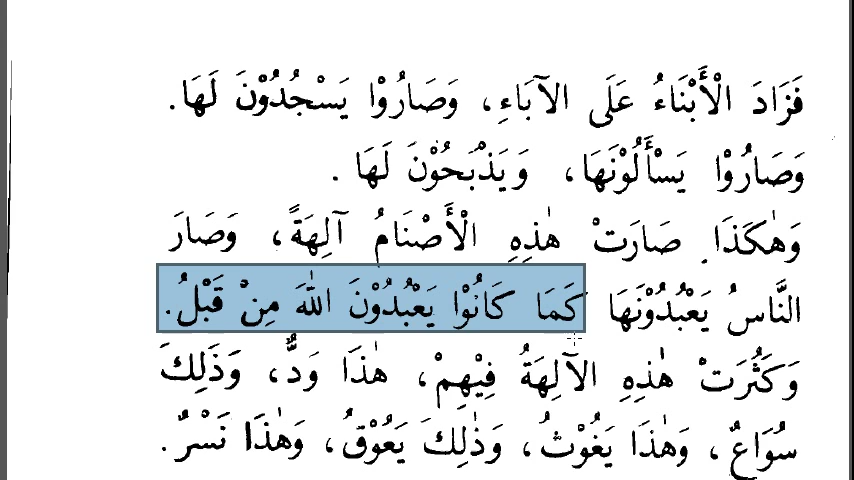 فَزَادَ الْأَبْنَاءُ عَلَى الآبَاءِ، وَصَارُوْا يَسْجُدُوْنَ لَهَا.
وَصَارُوْا يَسْأَلُوْنَهَا، وَيَذْبَحُوْنَ لَهَا.
وَهٰكَذَا صَارَتْ هٰذِهِ الْأَصْنَامُ آلِهَةً، وَصَارَ
النَّاسُ يَعْبُدُوْنَهَا كَمَا كَانُوْا يَعْبُدُوْنَ اللهَ مِنْ قَبْلُ.
وَكَثُرَتْ هٰذِهِ الآلِهَةُ فِيْهِمْ، هٰذَا وَدٌّ، وَذَلِكَ
سُوَاعٌ، وَهٰذَا يَغُوْثُ، وَذٰلِكَ يَعُوْقُ، وَهٰذَا نَسْرٌ.